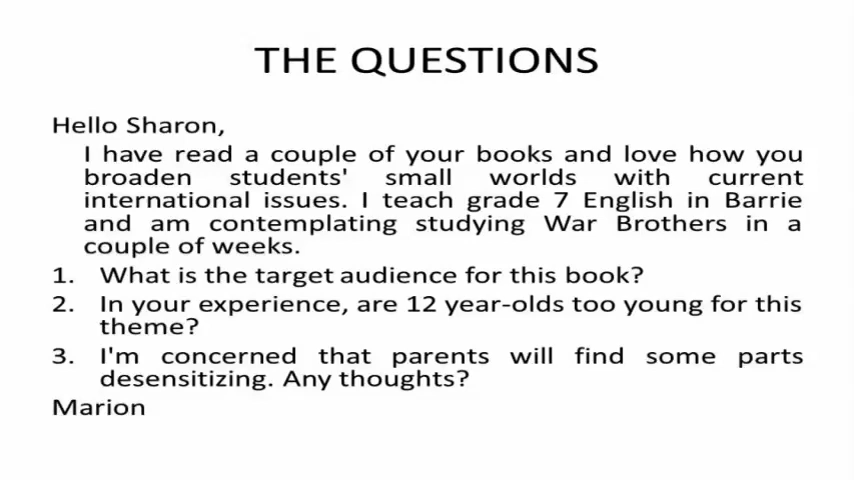 THE QUESTIONS
Hello Sharon,
I have read a couple of your books and love how you
broaden students' small worlds with current
international issues. I teach grade 7 English in Barrie
and am contemplating studying War Brothers in a
couple of weeks.
1. What is the target audience for this book?
2. In your experience, are 12 year-olds too young for this
theme?
3. I'm concerned that parents will find some parts
desensitizing. Any thoughts?
Marion